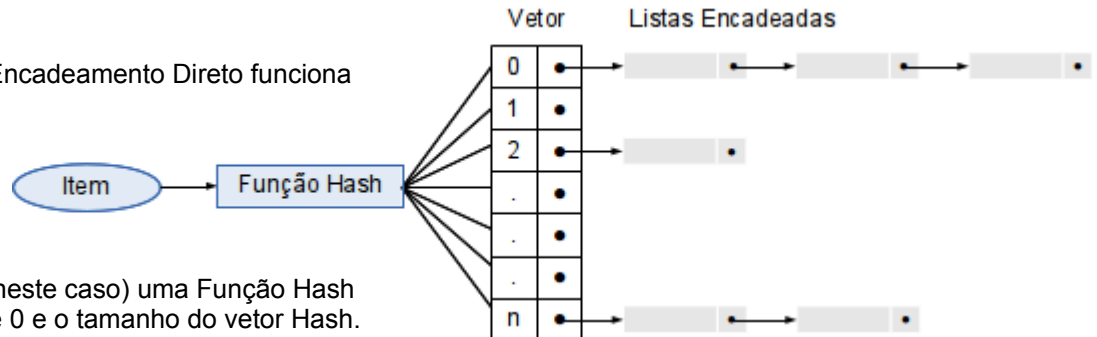 Vetor Listas Encadeadas
Encadeamento Direto funciona
0
1
2
Item Função Hash
.
.
.
neste caso) uma Função Hash
e 0 e o tamanho do vetor Hash.
n